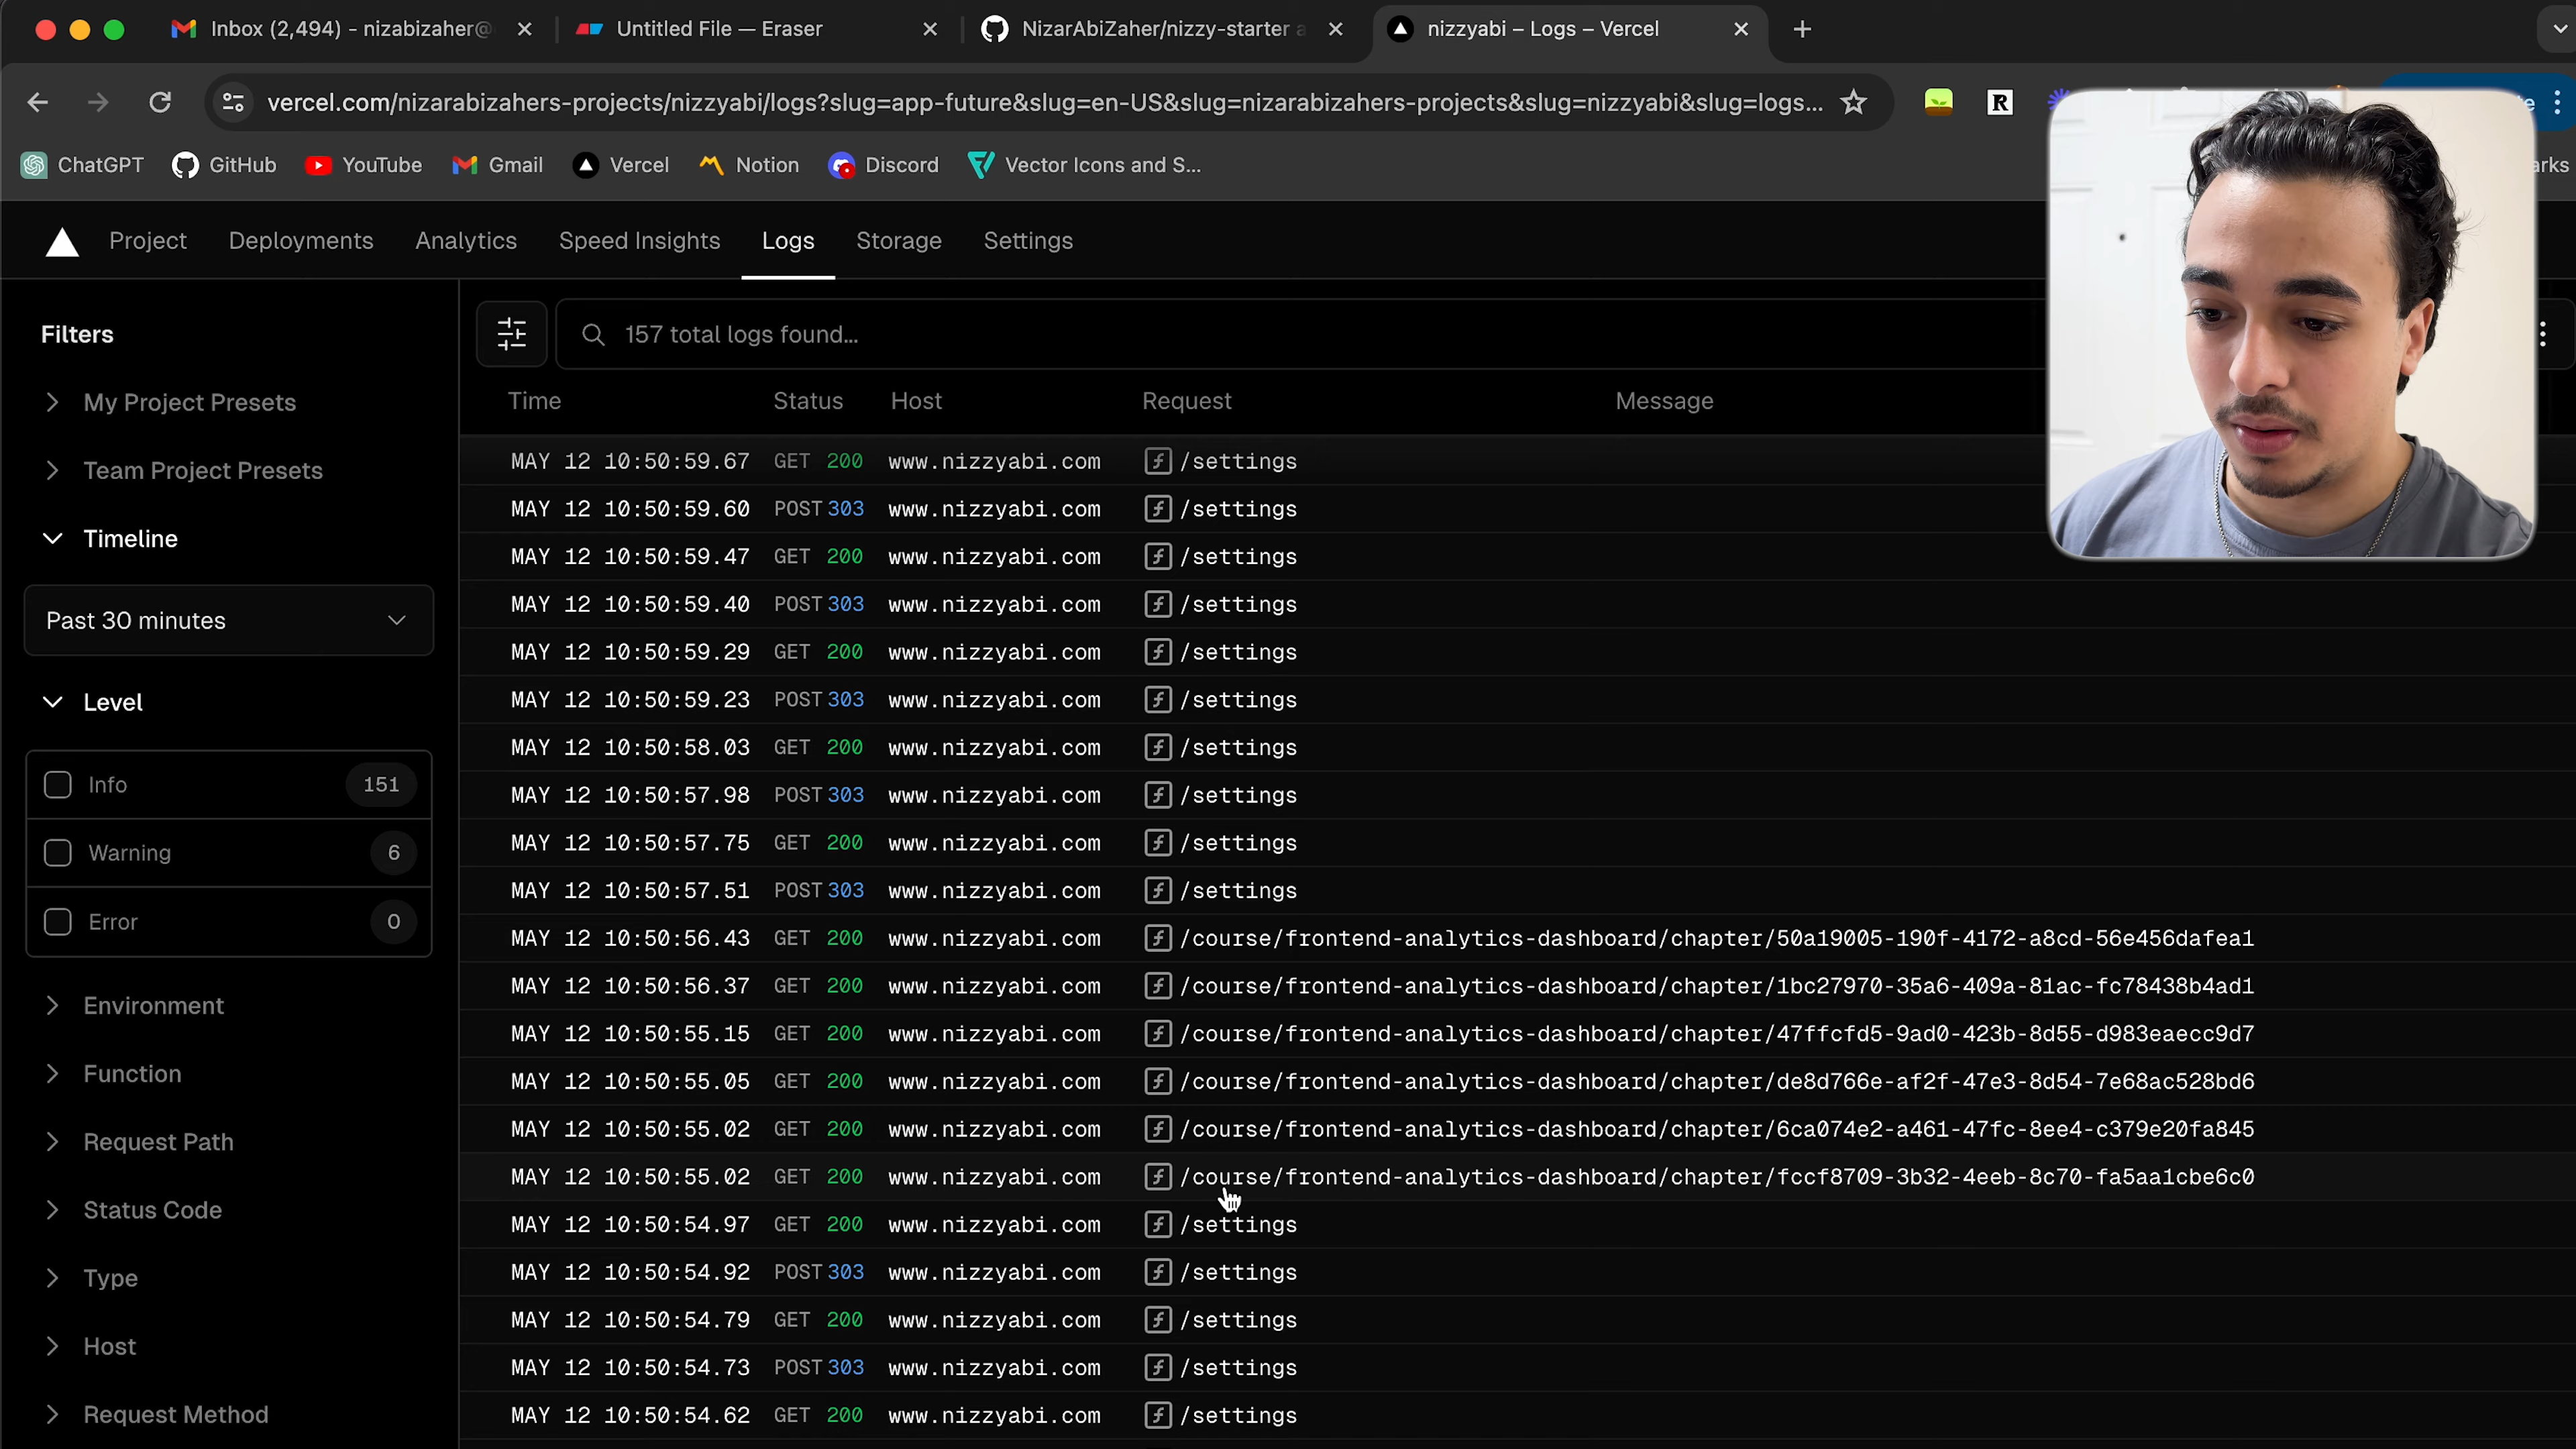 Inbox (2,494) - nizabizaher@
Untitled File — Eraser
NizarAbiZaher/nizzy-starter
nizzyabi – Logs – Vercel
vercel.com/nizarabizahers-projects/nizzyabi/logs?slug=app-future&slug=en-US&slug=nizarabizahers-projects&slug=nizzyabi&slug=logs...
ChatGPT GitHub YouTube Gmail Vercel Notion Discord Vector Icons and S...
Project Deployments Analytics Speed Insights Logs Storage Settings
Filters
My Project Presets
Team Project Presets
Timeline
Past 30 minutes
Level
Info 151
Warning 6
Error 0
Environment
Function
Request Path
Status Code
Type
Host
Request Method
157 total logs found...
Time Status Host Request Message
MAY 12 10:50:59.67 GET 200 www.nizzyabi.com /settings
MAY 12 10:50:59.60 POST 303 www.nizzyabi.com /settings
MAY 12 10:50:59.47 GET 200 www.nizzyabi.com /settings
MAY 12 10:50:59.40 POST 303 www.nizzyabi.com /settings
MAY 12 10:50:59.29 GET 200 www.nizzyabi.com /settings
MAY 12 10:50:59.23 POST 303 www.nizzyabi.com /settings
MAY 12 10:50:58.03 GET 200 www.nizzyabi.com /settings
MAY 12 10:50:57.98 POST 303 www.nizzyabi.com /settings
MAY 12 10:50:57.75 GET 200 www.nizzyabi.com /settings
MAY 12 10:50:57.51 POST 303 www.nizzyabi.com /settings
MAY 12 10:50:56.43 GET 200 www.nizzyabi.com /course/frontend-analytics-dashboard/chapter/50a19005-190f-4172-a8cd-56e456dafea1
MAY 12 10:50:56.37 GET 200 www.nizzyabi.com /course/frontend-analytics-dashboard/chapter/1bc27970-35a6-409a-81ac-fc78438b4ad1
MAY 12 10:50:55.15 GET 200 www.nizzyabi.com /course/frontend-analytics-dashboard/chapter/47ffcfd5-9ad0-423b-8d55-d983eaecc9d7
MAY 12 10:50:55.05 GET 200 www.nizzyabi.com /course/frontend-analytics-dashboard/chapter/de8d766e-af2f-47e3-8d54-7e68ac528bd6
MAY 12 10:50:55.02 GET 200 www.nizzyabi.com /course/frontend-analytics-dashboard/chapter/6ca074e2-a461-47fc-8ee4-c379e20fa845
MAY 12 10:50:55.02 GET 200 www.nizzyabi.com /course/frontend-analytics-dashboard/chapter/fccf8709-3b32-4eeb-8c70-fa5aa1cbe6c0
MAY 12 10:50:54.97 GET 200 www.nizzyabi.com /settings
MAY 12 10:50:54.92 POST 303 www.nizzyabi.com /settings
MAY 12 10:50:54.79 GET 200 www.nizzyabi.com /settings
MAY 12 10:50:54.73 POST 303 www.nizzyabi.com /settings
MAY 12 10:50:54.62 GET 200 www.nizzyabi.com /settings